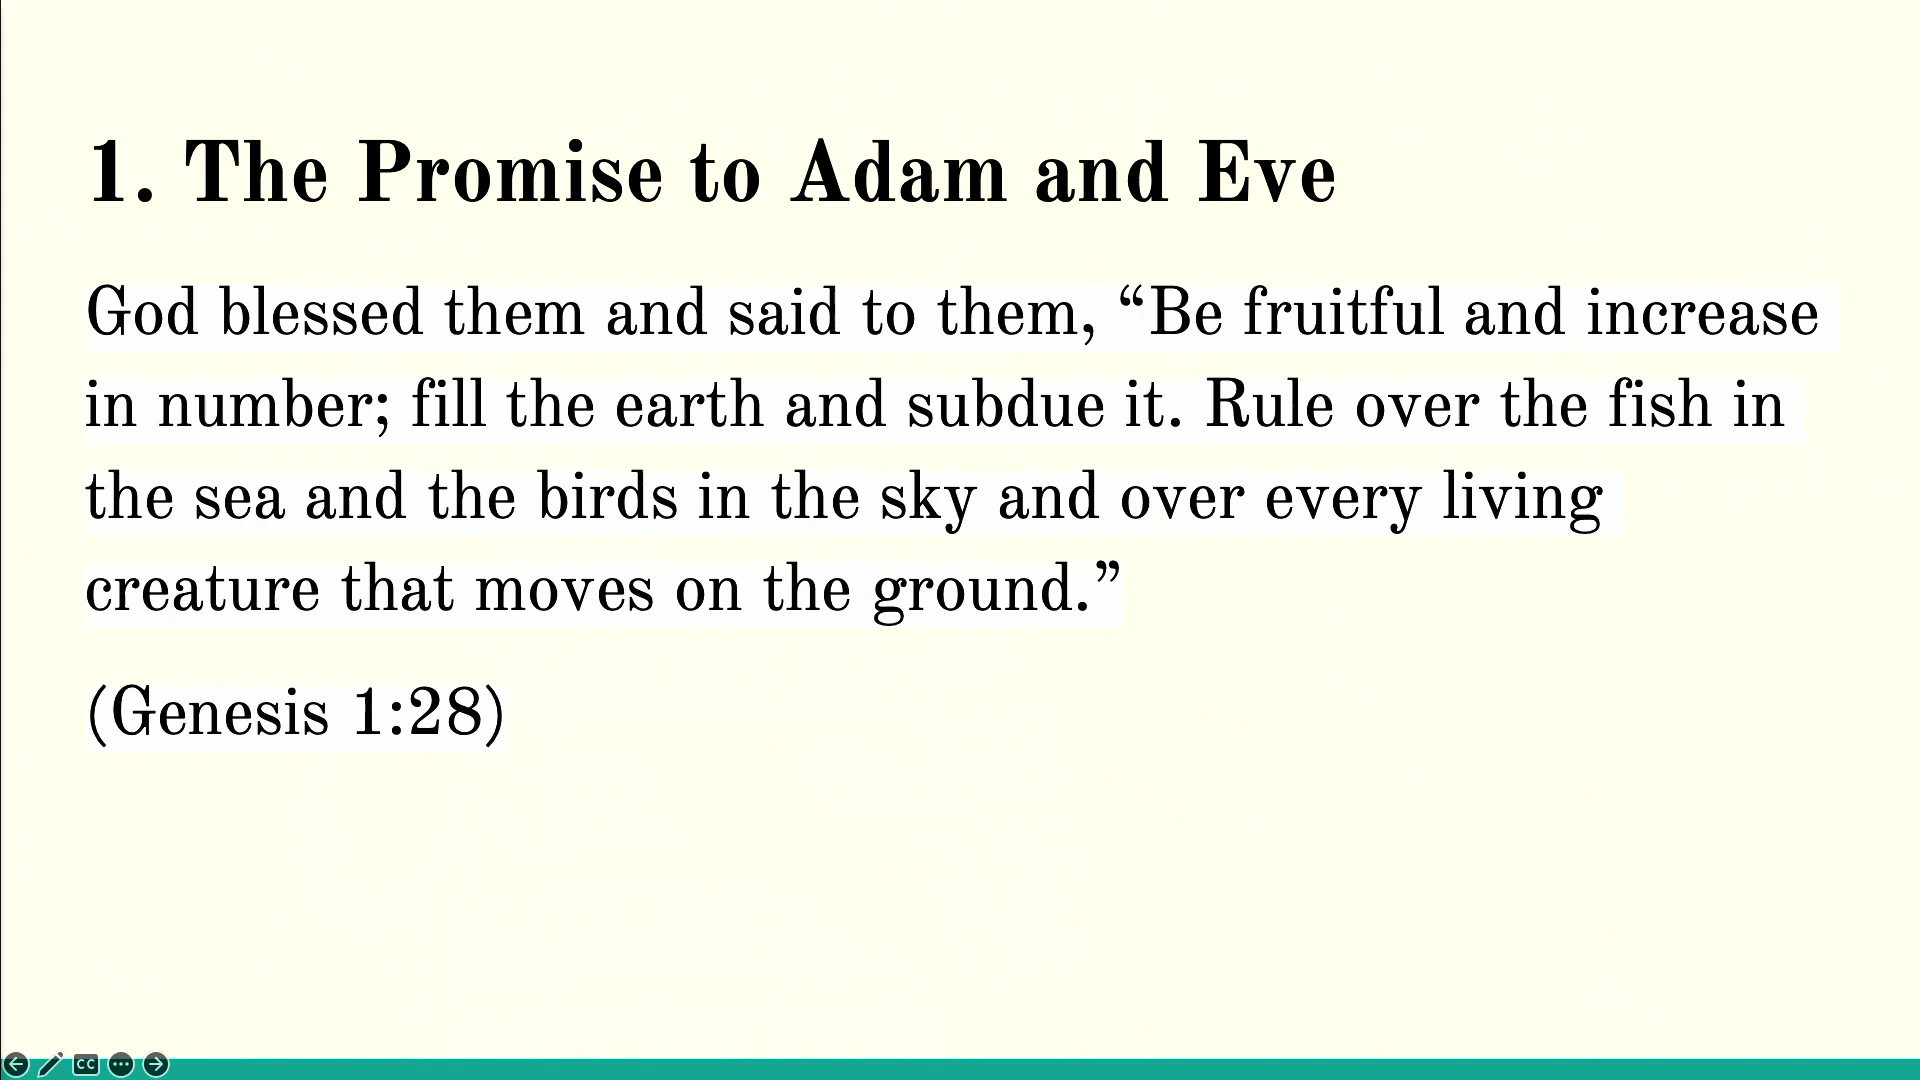 1. The Promise to Adam and Eve
God blessed them and said to them, “Be fruitful and increase
in number; fill the earth and subdue it. Rule over the fish in
the sea and the birds in the sky and over every living
creature that moves on the ground.”
(Genesis 1:28)
CC